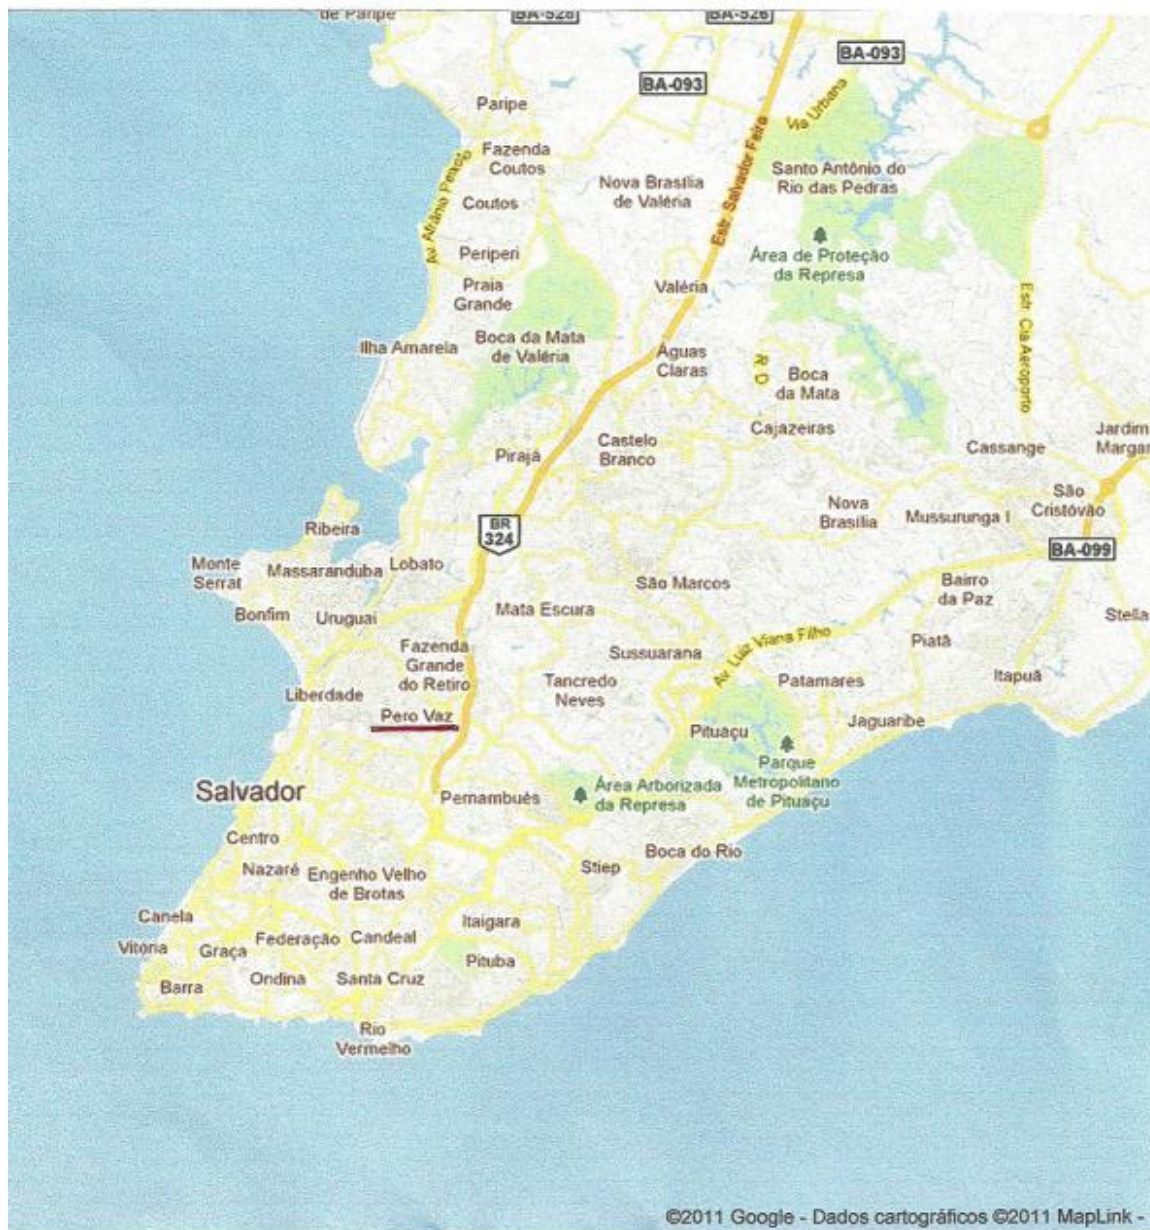 de Paripe
BA-528
BA-526
BA-093
BA-093
Paripe
Via Urbana
Fazenda
Coutos
Av. Afrânio Peixoto
Estr. Salvador Feira
Santo Antônio do
Rio das Pedras
Nova Brasília
de Valéria
Coutos
Periperi
Área de Proteção
da Represa
Praia
Grande
Valéria
Estr. Cia Aeroporto
Ilha Amarela
Boca da Mata
de Valéria
Águas
Claras
R D
Boca
da Mata
Cajazeiras
Jardim
Margar
Pirajá
Castelo
Branco
Cassange
São
Cristóvão
Nova
Brasília
Mussurunga I
Ribeira
BR
324
BA-099
Monte
Serrat
Massaranduba
Lobato
São Marcos
Bairro
da Paz
Bonfim
Uruguai
Mata Escura
Stella
Av. Luiz Viana Filho
Piatã
Fazenda
Grande
do Retiro
Sussuarana
Itapuã
Liberdade
Tancredo
Neves
Patamares
Pero Vaz
Jaguaribe
Pituaçu
Parque
Metropolitano
de Pituaçu
Salvador
Pernambués
Área Arborizada
da Represa
Centro
Boca do Rio
Nazaré
Engenho Velho
de Brotas
Stiep
Canela
Itaigara
Vitória
Graça
Federação
Candeal
Pituba
Barra
Ondina
Santa Cruz
Rio
Vermelho
©2011 Google - Dados cartográficos ©2011 MapLink -